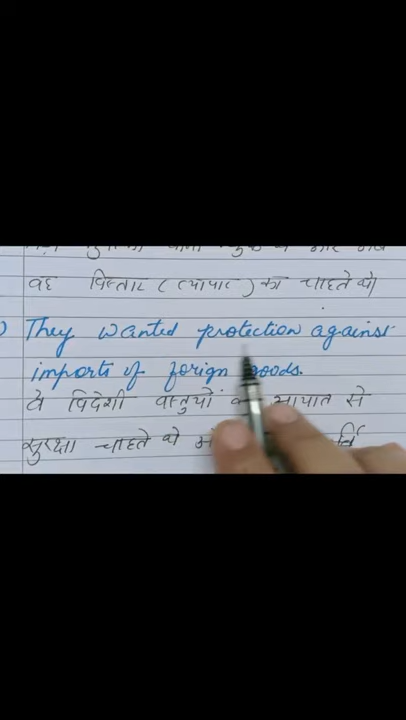 वह विस्तार (व्यापार) का चाहते थे।
They wanted protection against
imports of forign goods.
वे विदेशी वस्तुयों के आयात से
सुरक्षा चाहते थे